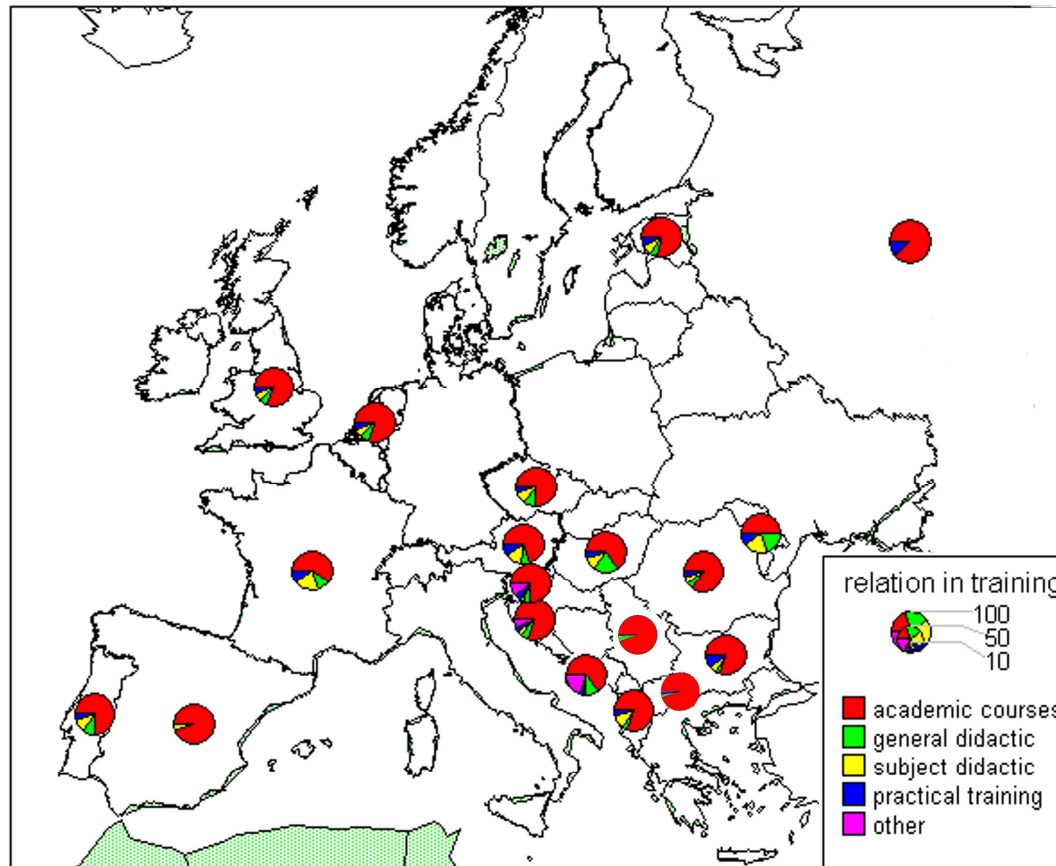 relation in training
100
50
10
academic courses
general didactic
subject didactic
practical training
other